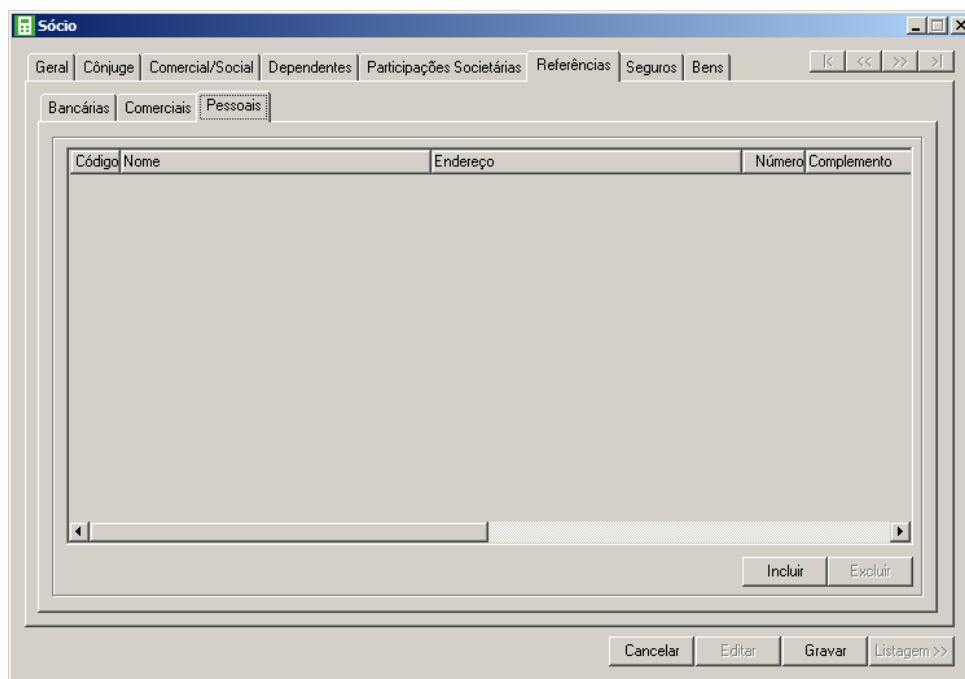 Sócio
Geral Cônjuge Comercial/Social Dependentes Participações Societárias Referências Seguros Bens |< << >> >|
Bancárias Comerciais Pessoais
Código Nome Endereço Número Complemento
Incluir Excluir
Cancelar Editar Gravar Listagem >>